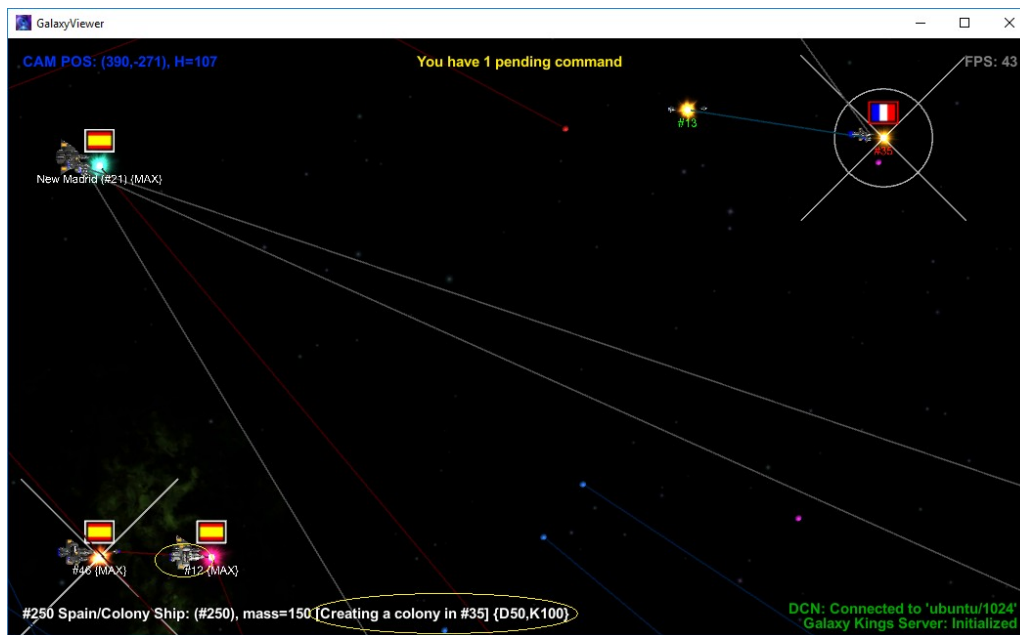 GalaxyViewer
CAM POS: (390,-271), H=107
You have 1 pending command
FPS: 43
#13
#35
New Madrid (#21) {MAX}
#46 {MAX}
#12 {MAX}
#250 Spain/Colony Ship: (#250), mass=150 [Creating a colony in #35] {D50,K100}
DCN: Connected to 'ubuntu/1024'
Galaxy Kings Server: Initialized